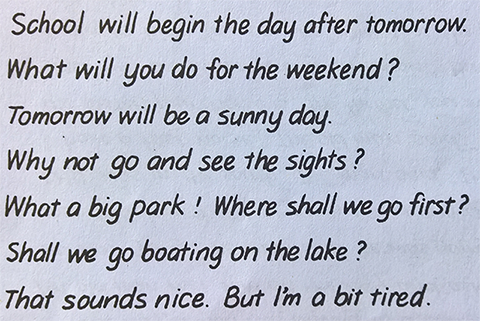 School will begin the day after tomorrow.
What will you do for the weekend?
Tomorrow will be a sunny day.
Why not go and see the sights?
What a big park! Where shall we go first?
Shall we go boating on the lake?
That sounds nice. But I'm a bit tired.